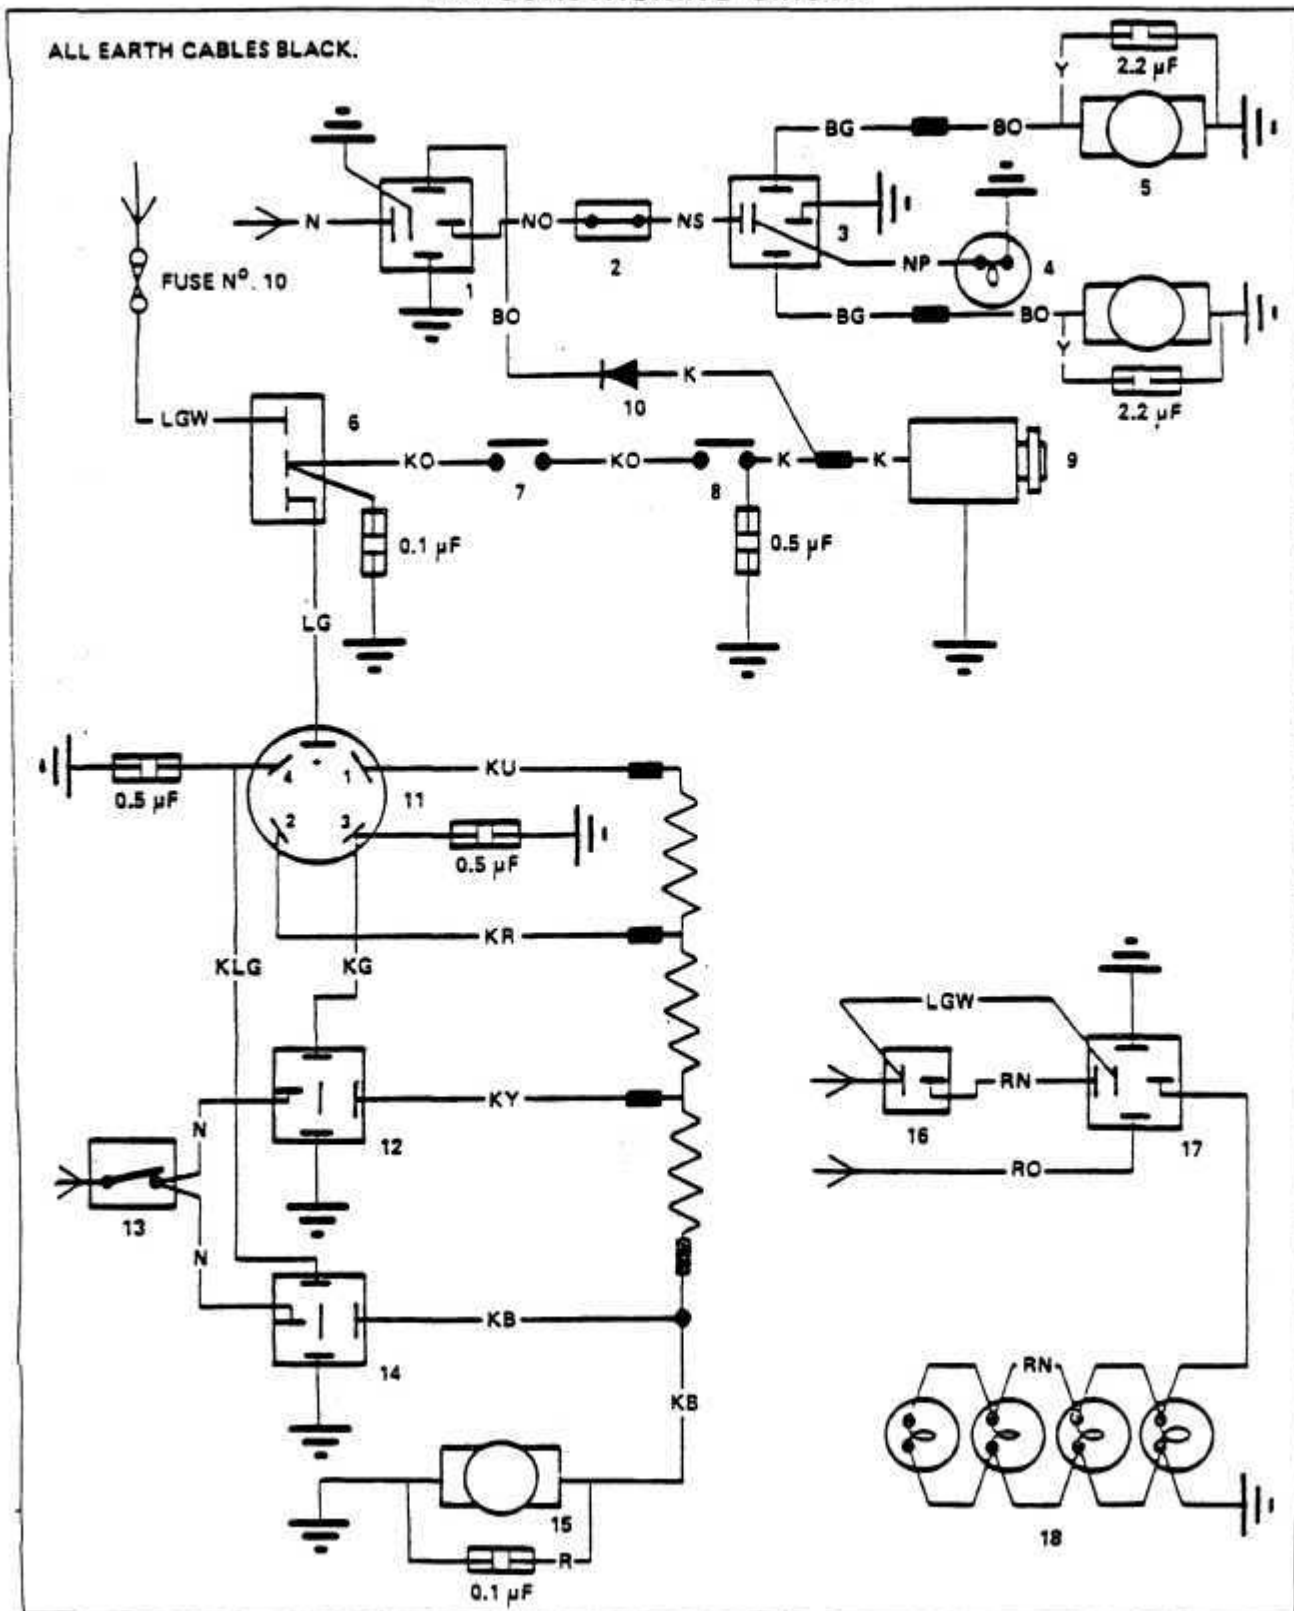 ALL EARTH CABLES BLACK.
2.2 µF
Y
BG
BO
5
N
NO
NS
3
1
2
NP
4
FUSE Nº. 10
BO
BG
BO
Y
K
10
2.2 µF
LGW
6
KO
KO
K
K
9
7
8
0.1 µF
0.5 µF
LG
KU
4
1
11
0.5 µF
2
3
0.5 µF
KR
KLG
KG
LGW
RN
KY
16
17
N
12
RO
13
N
KB
14
RN
KB
15
18
R
0.1 µF